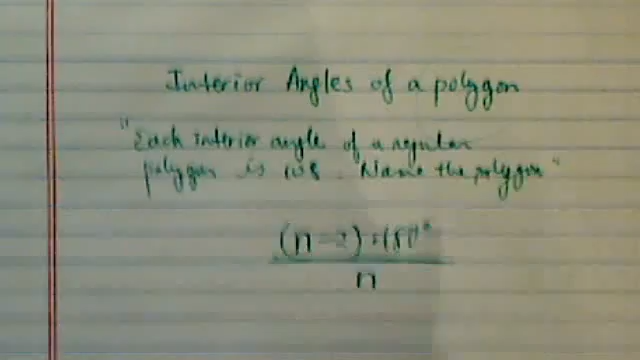 Interior Angles of a polygon
"Each interior angle of a regular
polygon is 108. Name the polygon"
(n-2) × 180°
n